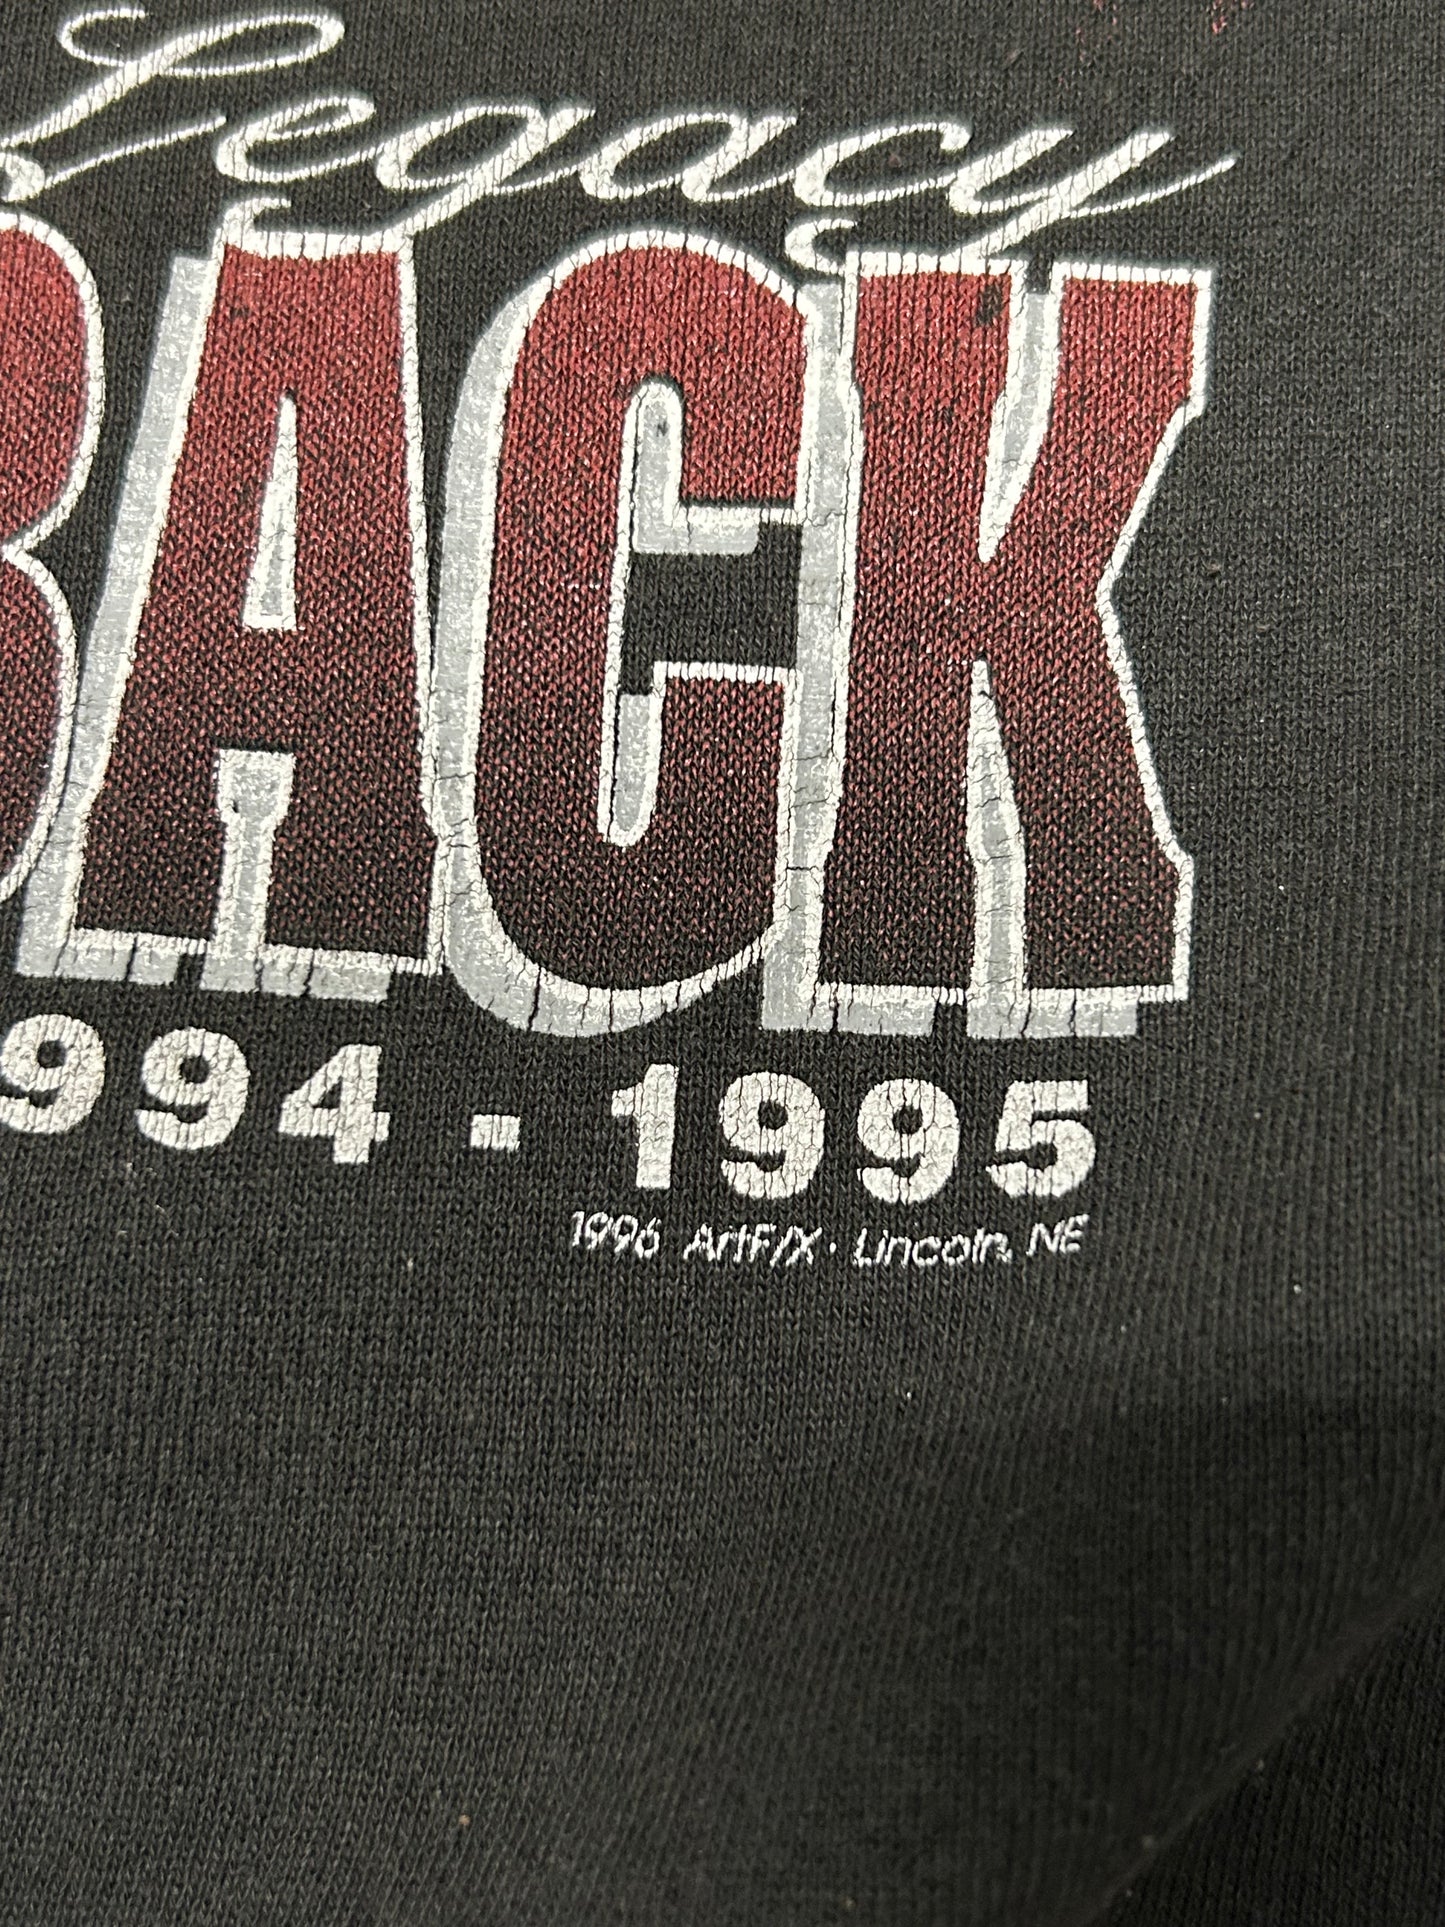 Legacy
BACK
994 - 1995
1996 ArtF/X · Lincoln, NE